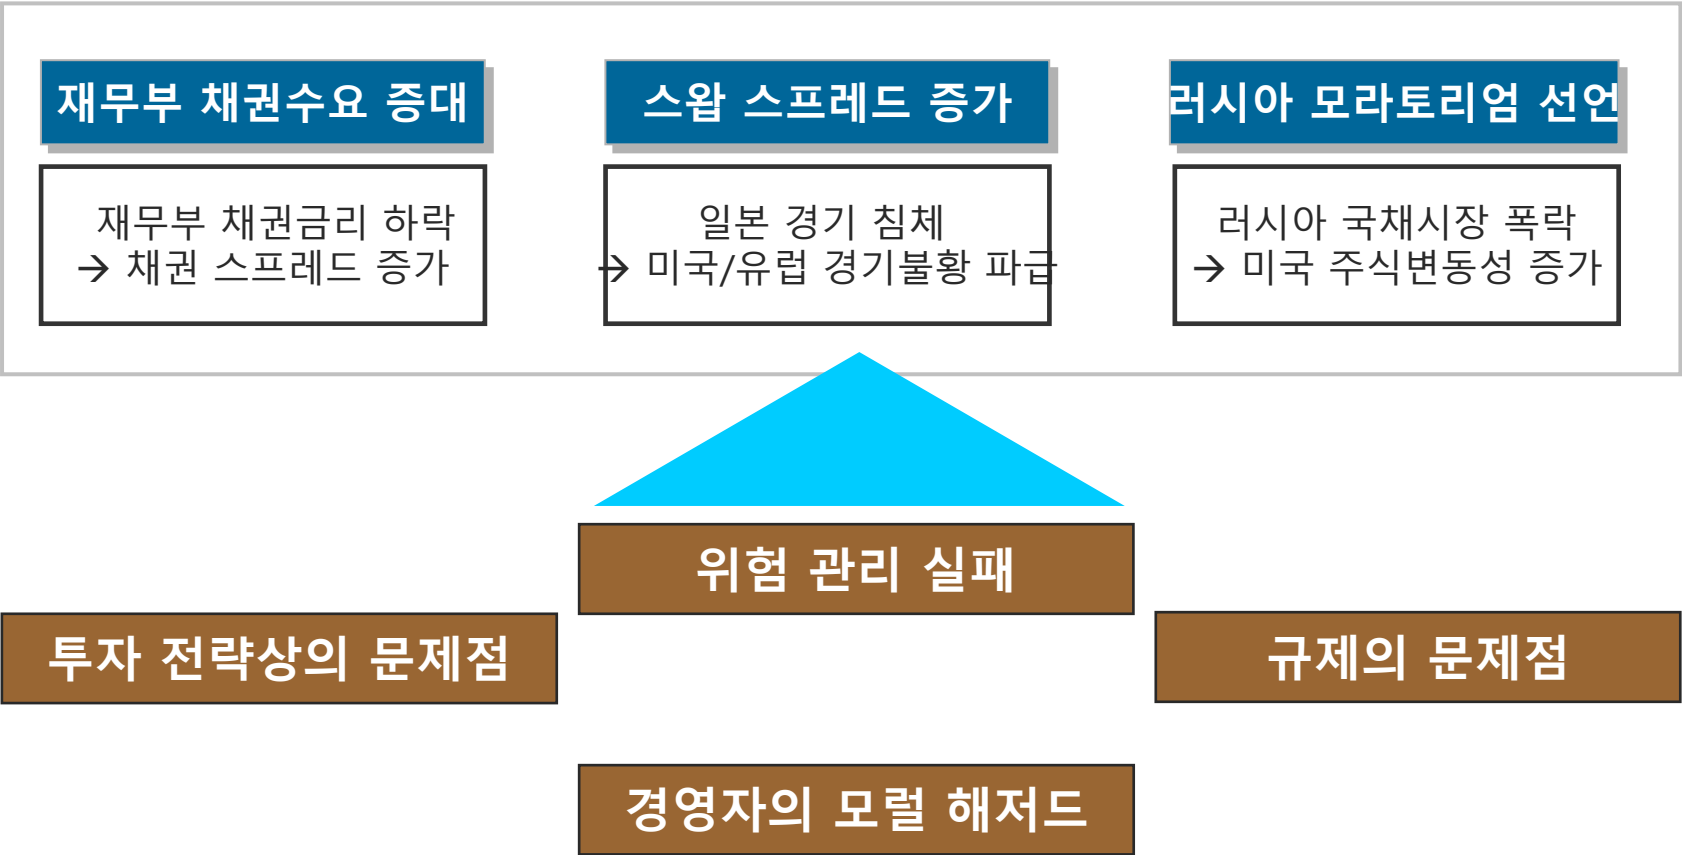 재무부 채권수요 증대
재무부 채권금리 하락
→ 채권 스프레드 증가
스왑 스프레드 증가
일본 경기 침체
→ 미국/유럽 경기불황 파급
러시아 모라토리엄 선언
러시아 국채시장 폭락
→ 미국 주식변동성 증가
위험 관리 실패
투자 전략상의 문제점
규제의 문제점
경영자의 모럴 해저드